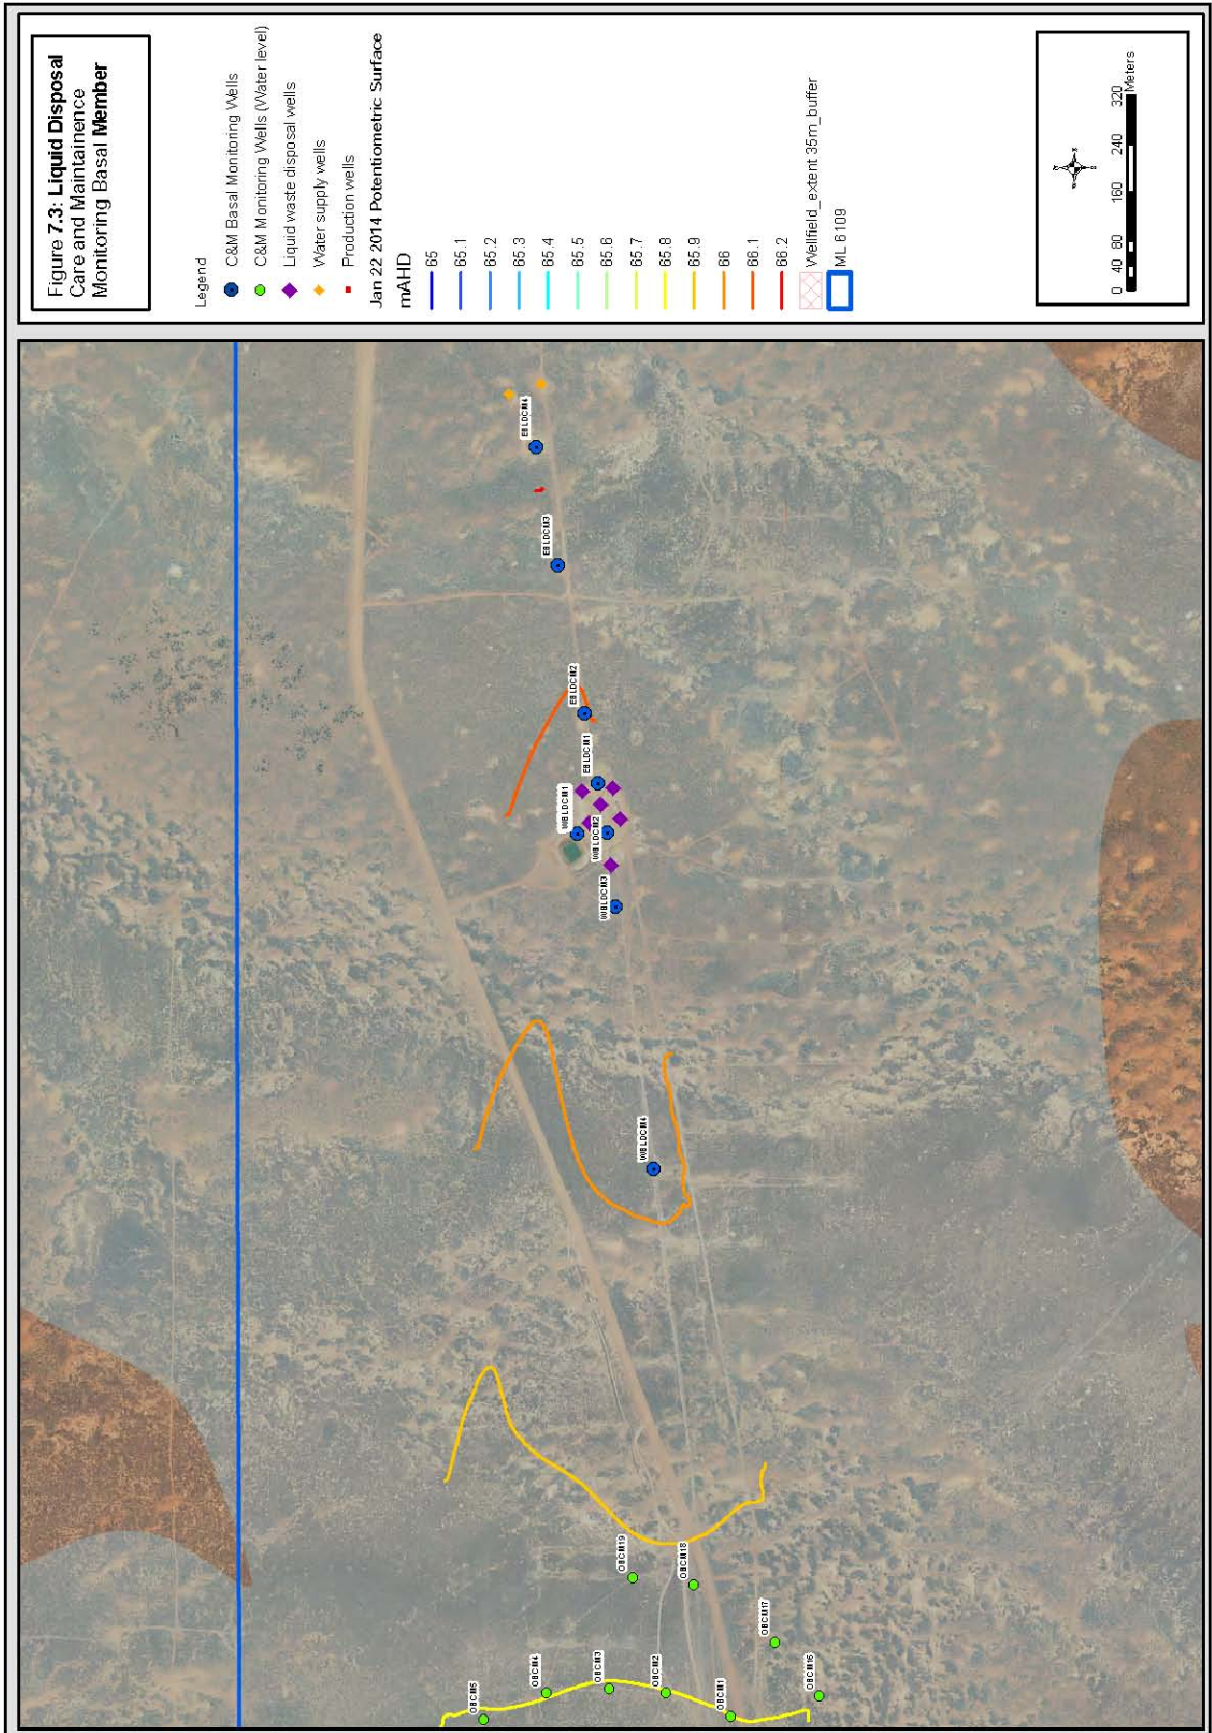 Figure 7.3: Liquid Disposal
Care and Maintainence
Monitoring Basal Member
Legend
C&M Basal Monitoring Wells
C&M Monitoring Wells (Water level)
Liquid waste disposal wells
Water supply wells
Production wells
Jan 22 2014 Potentiometric Surface
mAHD
65
65.1
65.2
65.3
65.4
65.5
65.6
65.7
65.8
65.9
66
66.1
66.2
Wellfield_extent 35m_buffer
ML 6109
0 40 80 160 240 320
Meters
OBCM5
OBCM4
OBCM3
OBCM2
OBCM1
OBCM16
OBCM17
OBCM18
OBCM19
WBLDCM4
WBLDCM3
WBLDCM2
WBLDCM1
EBLDCM1
EBLDCM2
EBLDCM3
EBLDCM4